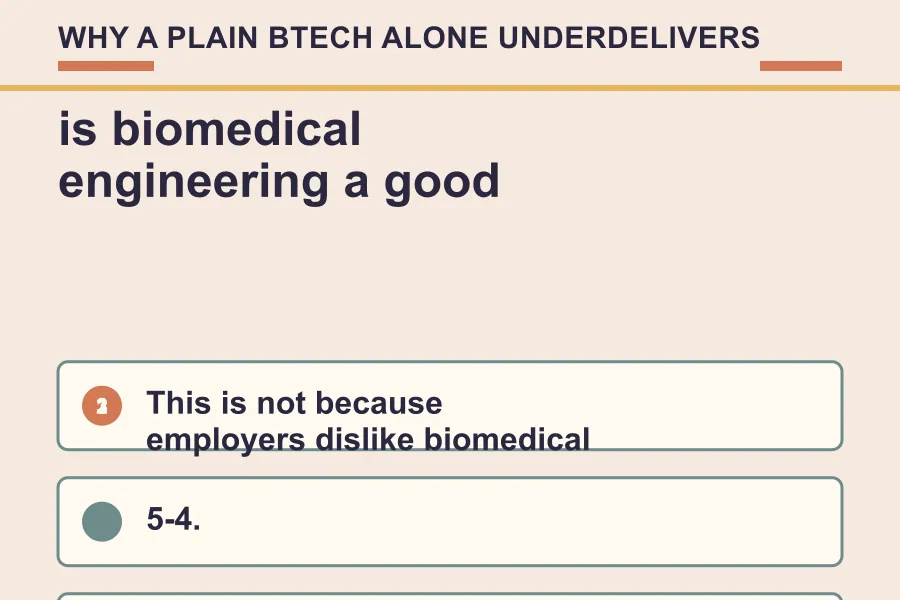 WHY A PLAIN BTECH ALONE UNDERDELIVERS
is biomedical
engineering a good
This is not because
employers dislike biomedical
5-4.